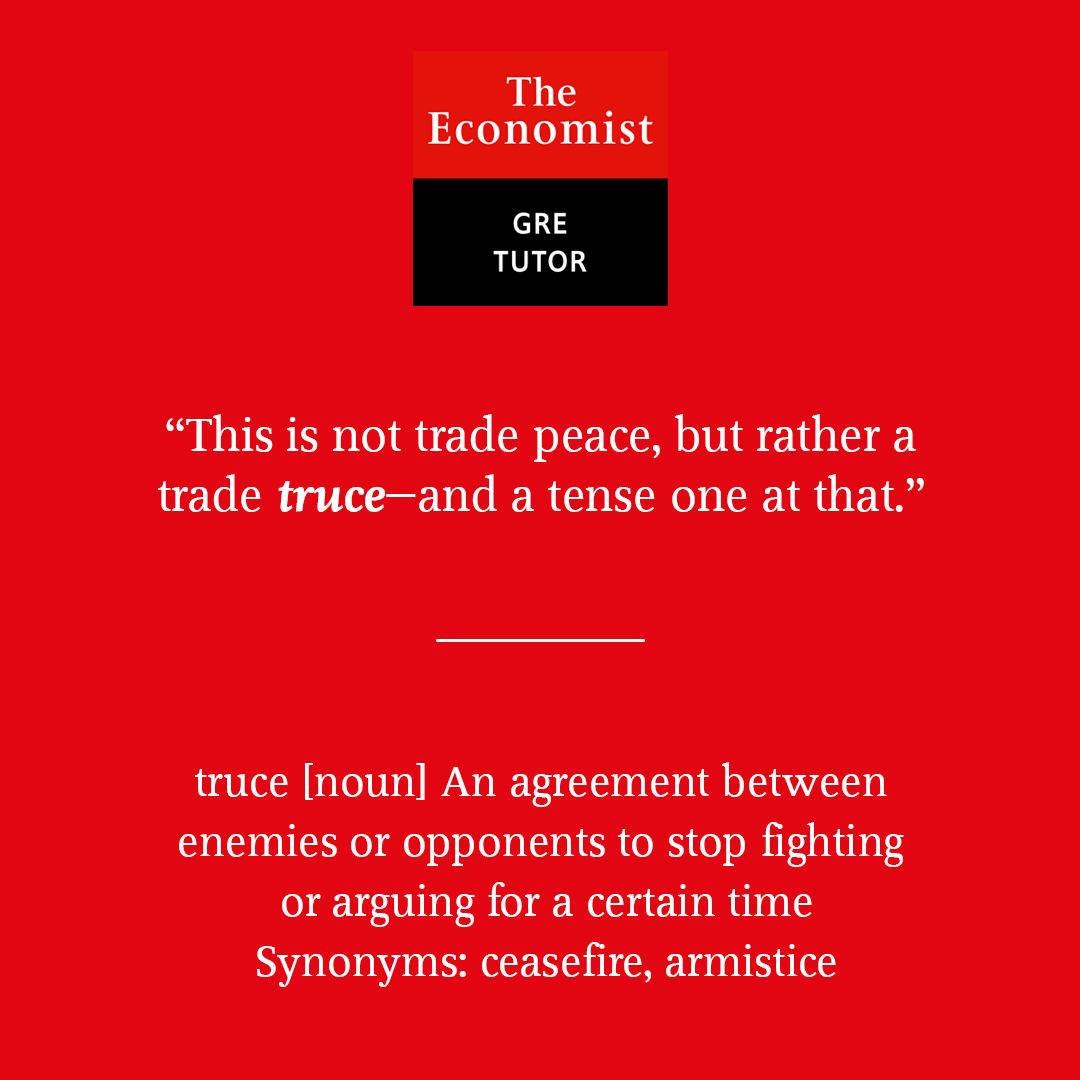 The
Economist
GRE
TUTOR
“This is not trade peace, but rather a
trade truce—and a tense one at that.”
truce [noun] An agreement between
enemies or opponents to stop fighting
or arguing for a certain time
Synonyms: ceasefire, armistice